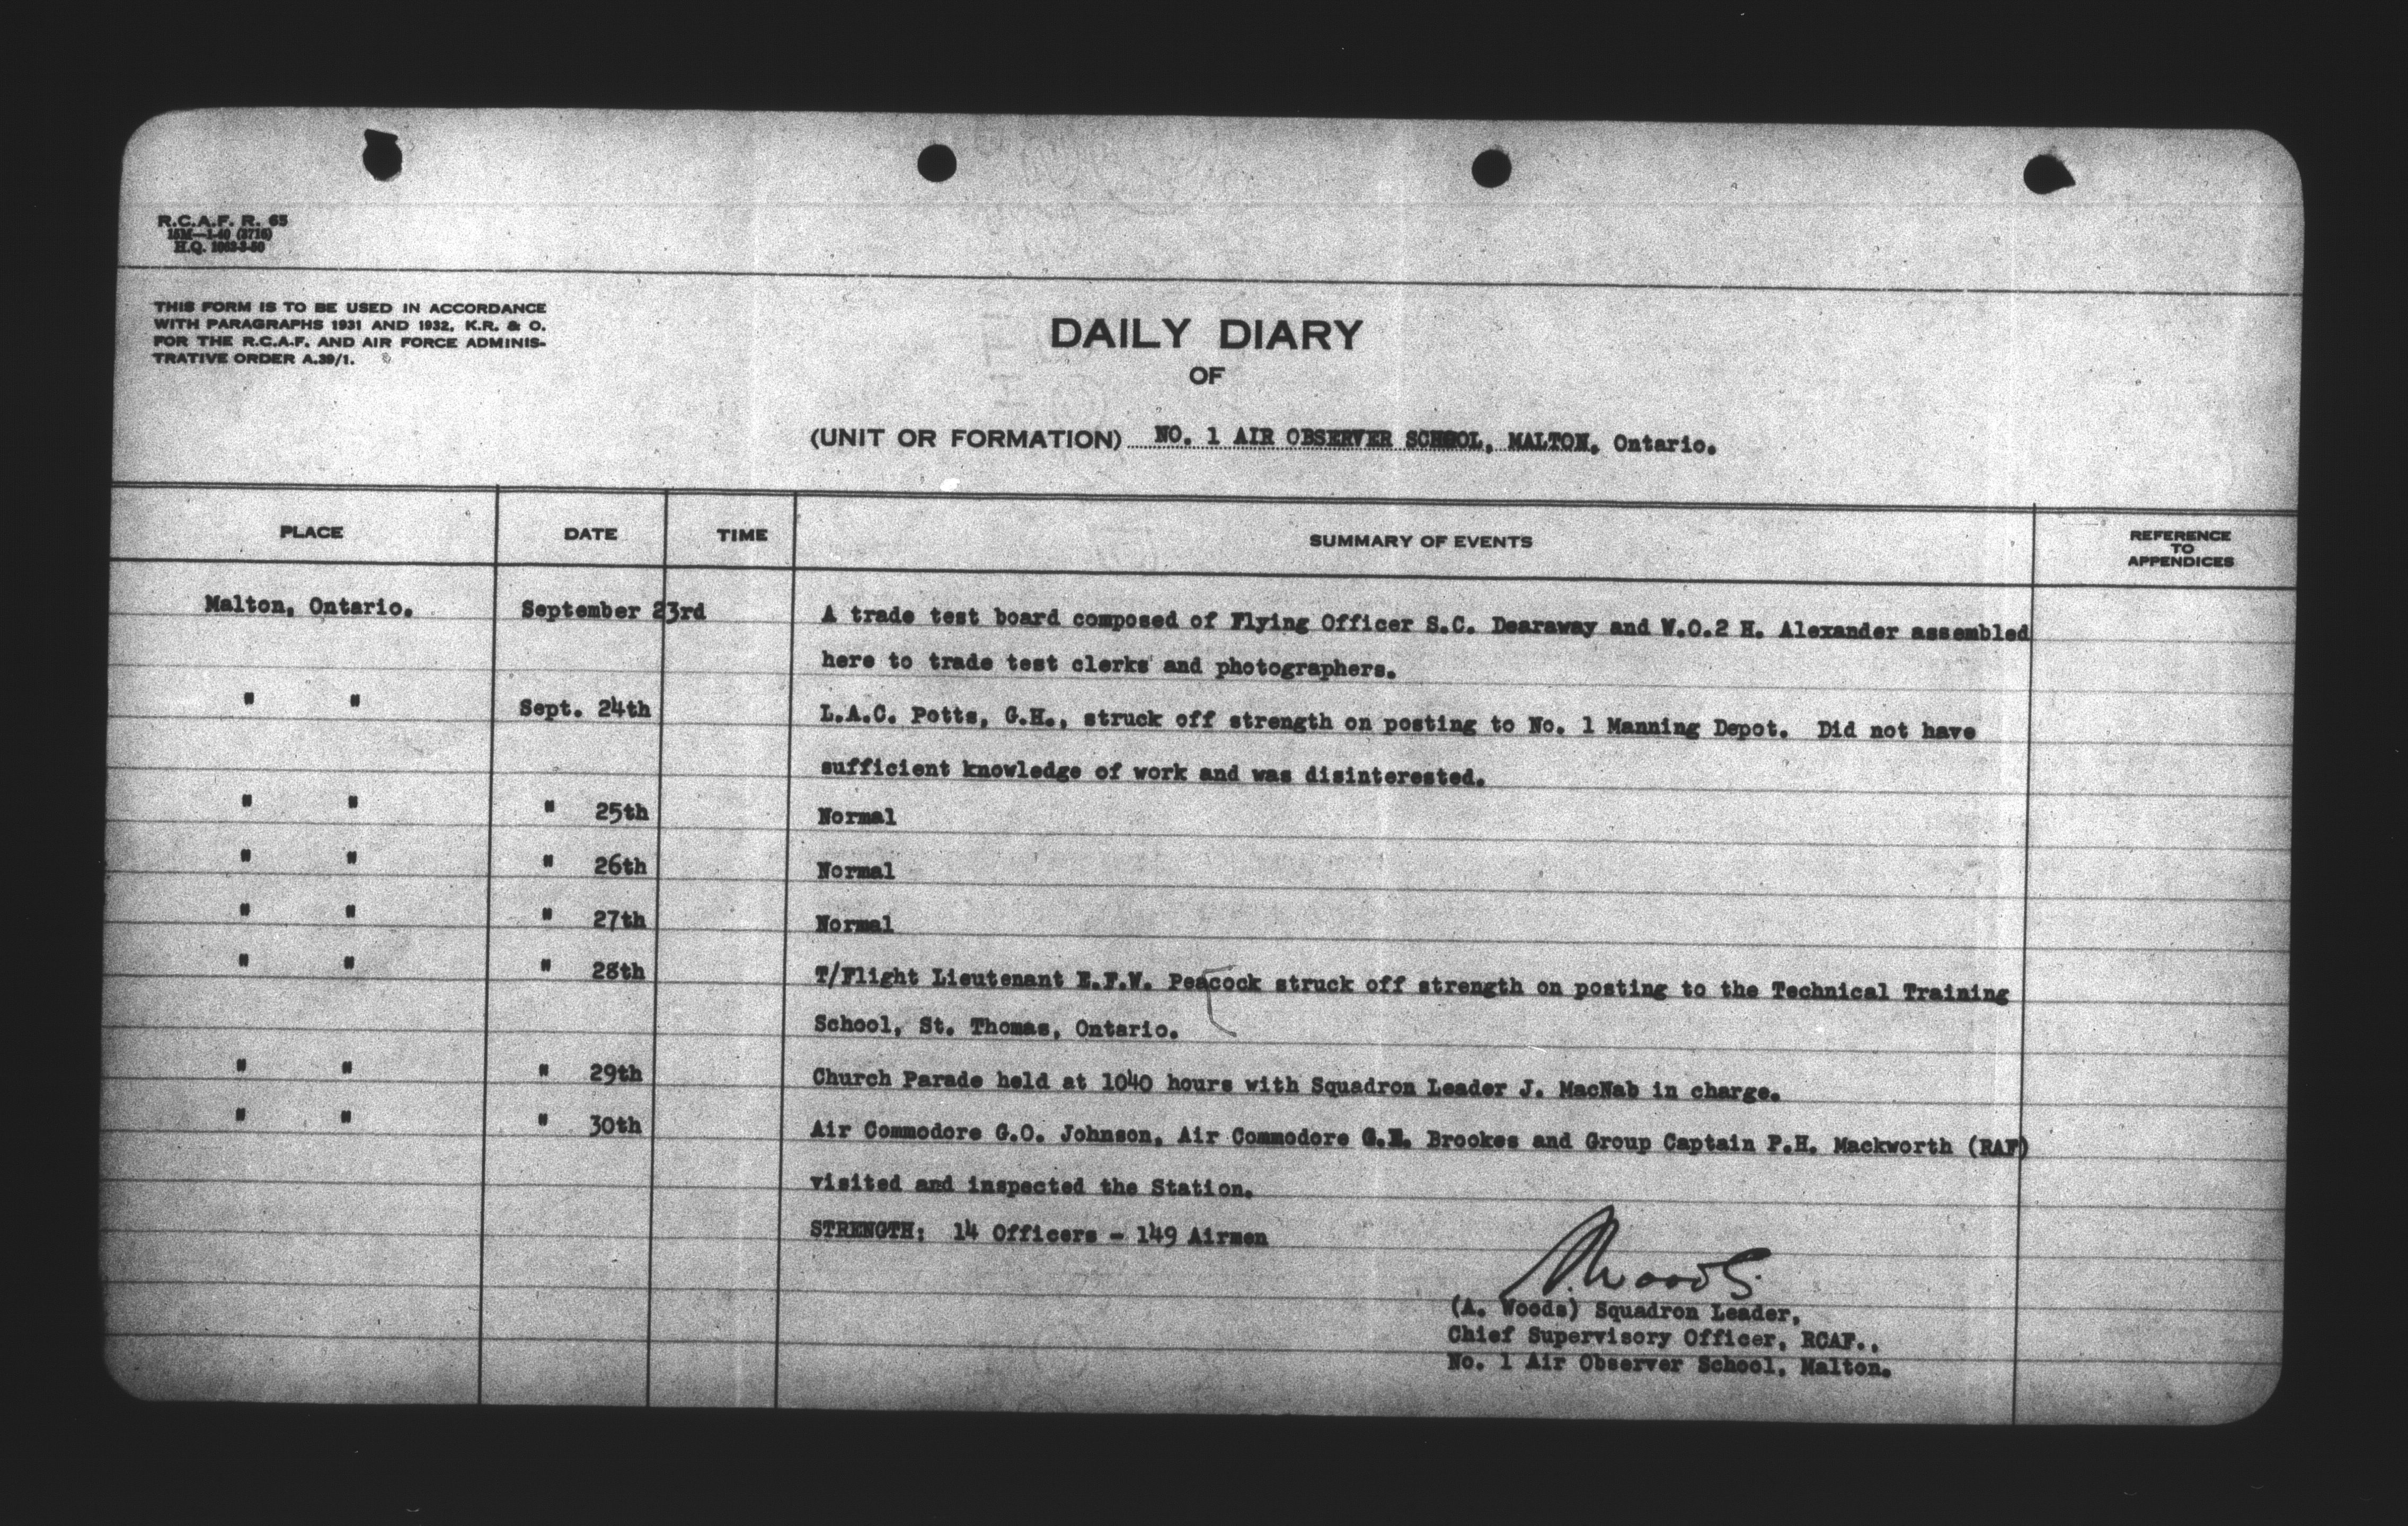 R.C.A.F. R. 65
15M—1-40 (3716)
H.Q. 1062-3-50
THIS FORM IS TO BE USED IN ACCORDANCE
WITH PARAGRAPHS 1931 AND 1932, K.R. & O.
FOR THE R.C.A.F. AND AIR FORCE ADMINIS-
TRATIVE ORDER A.39/1.
DAILY DIARY
OF
(UNIT OR FORMATION) NO. 1 AIR OBSERVER SCHOOL, MALTON, Ontario.
PLACE DATE TIME SUMMARY OF EVENTS REFERENCE TO APPENDICES
Malton, Ontario. September 23rd A trade test board composed of Flying Officer S.C. Dearaway and W.O.2 H. Alexander assembled
here to trade test clerks and photographers.
" " Sept. 24th L.A.C. Potts, G.H., struck off strength on posting to No. 1 Manning Depot. Did not have
sufficient knowledge of work and was disinterested.
" " " 25th Normal
" " " 26th Normal
" " " 27th Normal
" " " 28th T/Flight Lieutenant E.F.W. Peacock struck off strength on posting to the Technical Training
School, St. Thomas, Ontario.
" " " 29th Church Parade held at 1040 hours with Squadron Leader J. MacNab in charge.
" " " 30th Air Commodore G.O. Johnson, Air Commodore G.E. Brookes and Group Captain P.H. Mackworth (RAF)
visited and inspected the Station.
STRENGTH: 14 Officers - 149 Airmen
A. Woods.
(A. Woods) Squadron Leader,
Chief Supervisory Officer, RCAF.,
No. 1 Air Observer School, Malton.